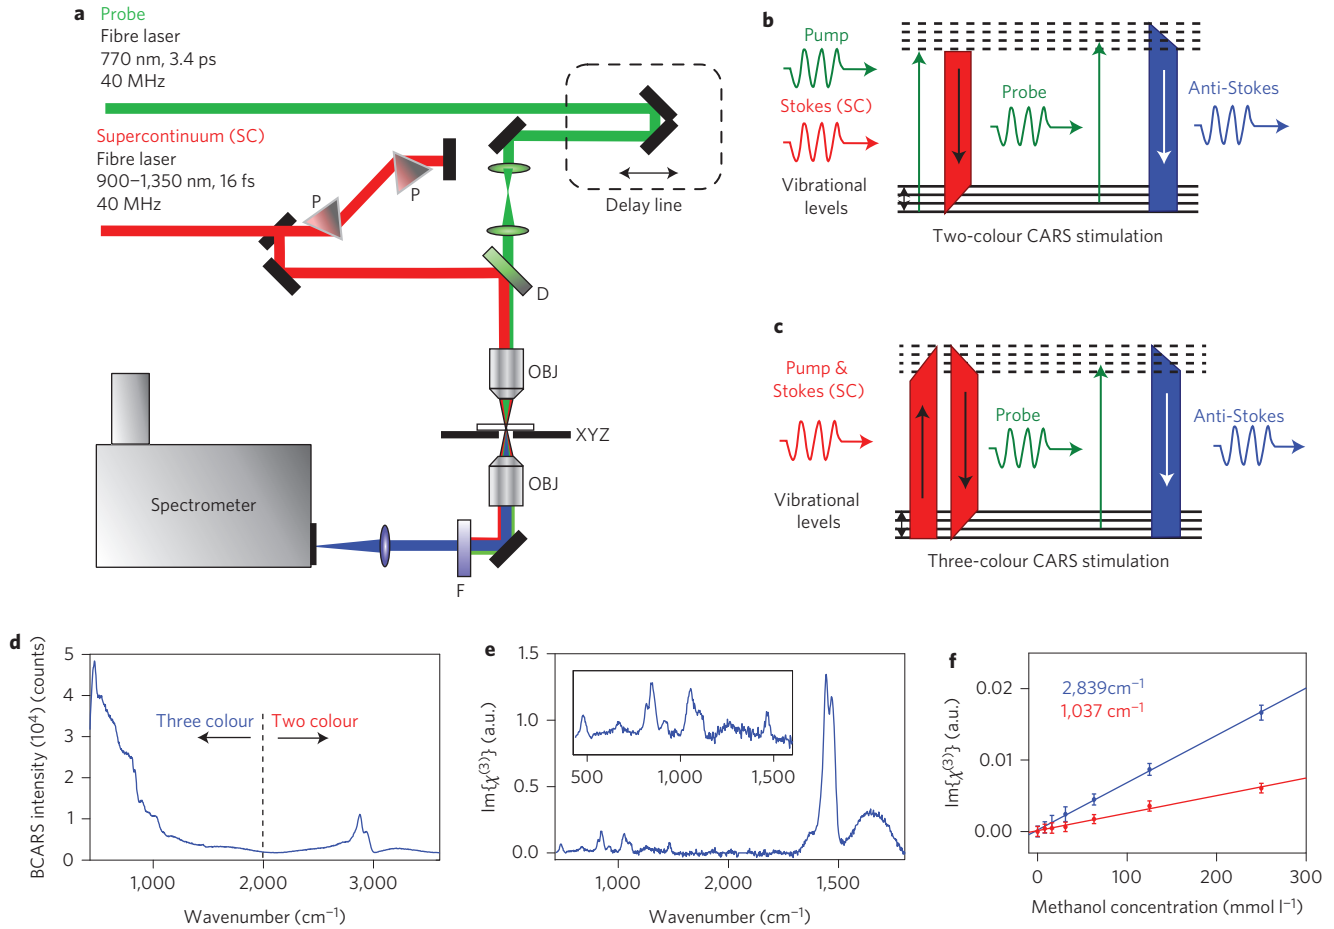 a
Probe
Fibre laser
770 nm, 3.4 ps
40 MHz
Supercontinuum (SC)
Fibre laser
900–1,350 nm, 16 fs
40 MHz
P
P
Delay line
D
OBJ
XYZ
OBJ
Spectrometer
F
b
Pump
Stokes (SC)
Probe
Anti-Stokes
Vibrational
levels
Two-colour CARS stimulation
c
Pump &
Stokes (SC)
Probe
Anti-Stokes
Vibrational
levels
Three-colour CARS stimulation
d
BCARS intensity (10⁴) (counts)
5
4
3
2
1
0
Three colour
Two colour
1,000
2,000
3,000
Wavenumber (cm⁻¹)
e
Im{χ⁽³⁾} (a.u.)
1.5
1.0
0.5
0.0
500
1,000
1,500
1,000
2,000
1,500
Wavenumber (cm⁻¹)
f
Im{χ⁽³⁾} (a.u.)
0.02
0.01
0.00
2,839cm⁻¹
1,037 cm⁻¹
0
100
200
300
Methanol concentration (mmol l⁻¹)